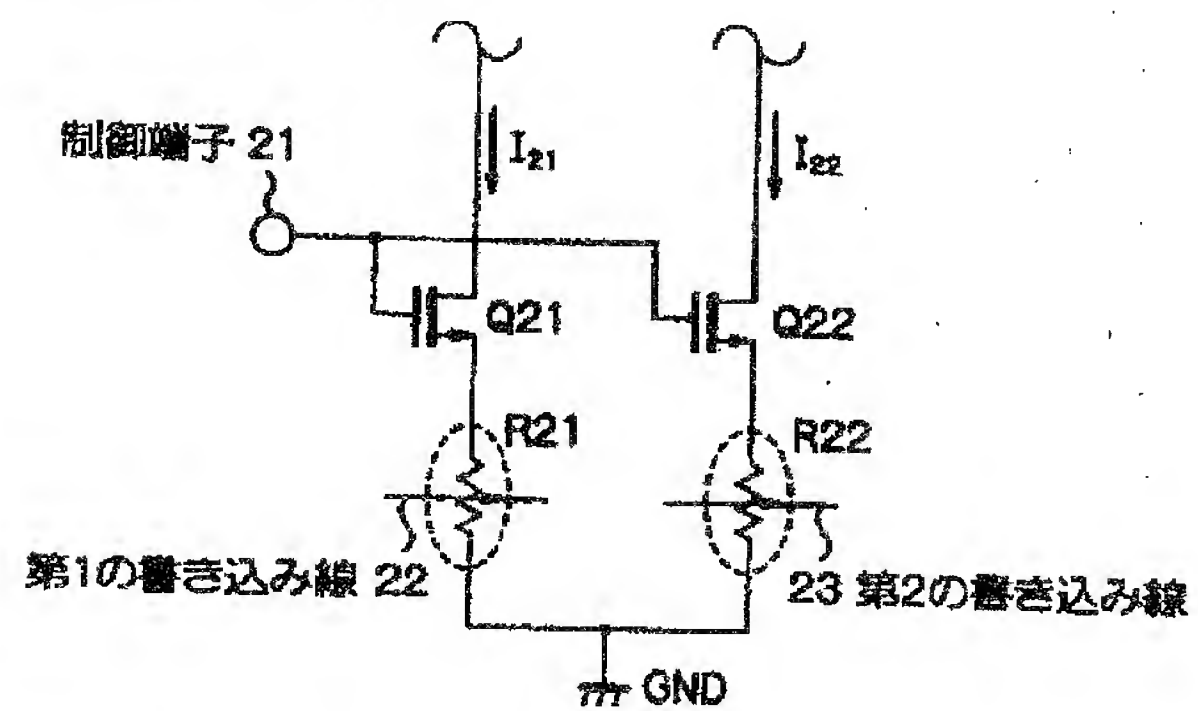 制御端子 21
I21
I22
Q21
Q22
R21
R22
第1の書き込み線 22
23 第2の書き込み線
GND